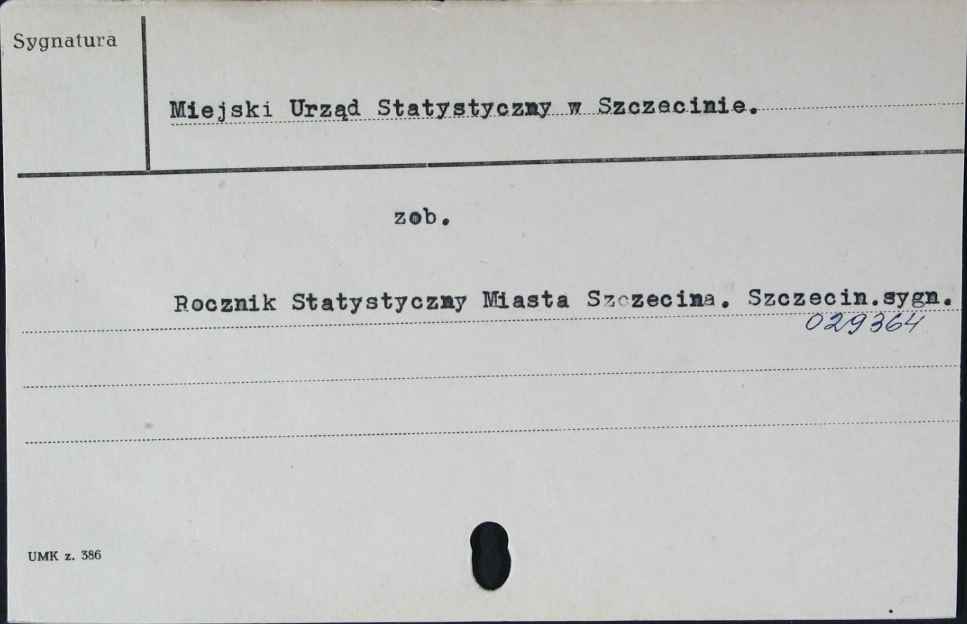 Sygnatura
Miejski Urząd Statystyczny w Szczecinie.
zob.
Rocznik Statystyczny Miasta Szczecina. Szczecin.sygn.
029364
UMK z. 386